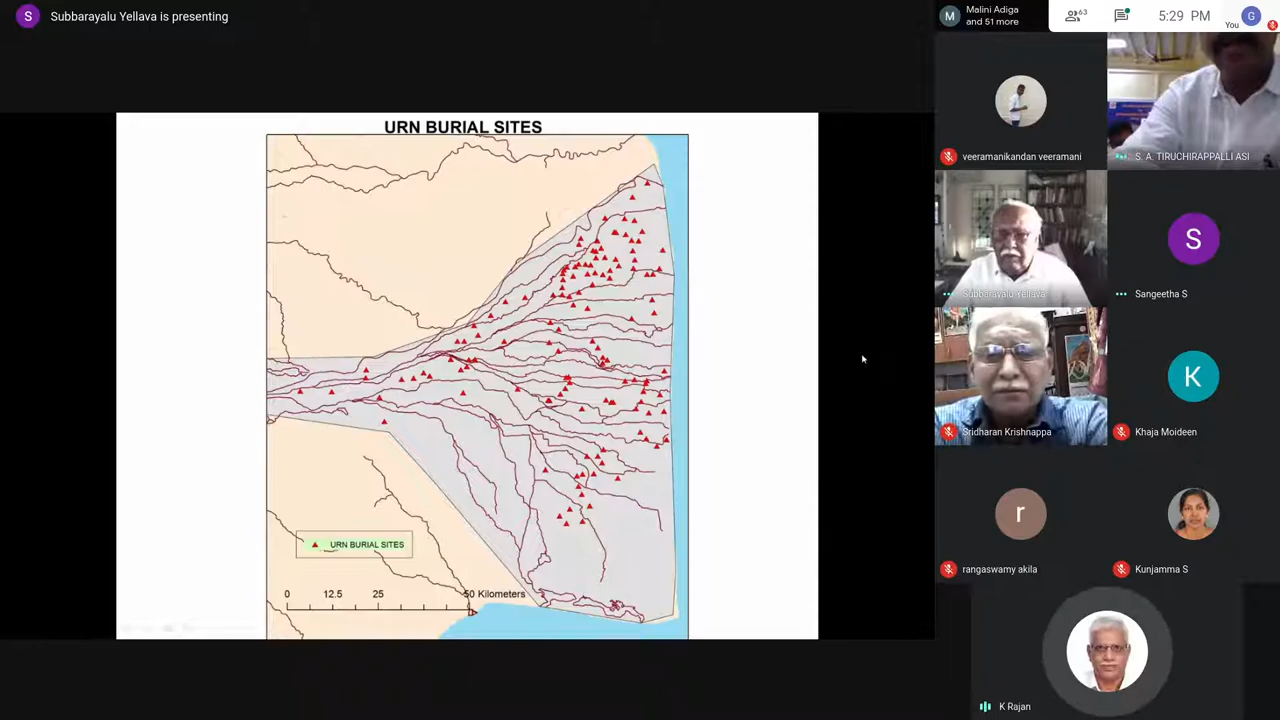 S
Subbarayalu Yellava is presenting
M
Malini Adiga
and 51 more
63
5:29 PM
You
G
URN BURIAL SITES
URN BURIAL SITES
0
12.5
25
50 Kilometers
veeramanikandan veeramani
S. A. TIRUCHIRAPPALLI ASI
Subbarayalu Yellava
S
Sangeetha S
Sridharan Krishnappa
K
Khaja Moideen
r
rangaswamy akila
Kunjamma S
K Rajan